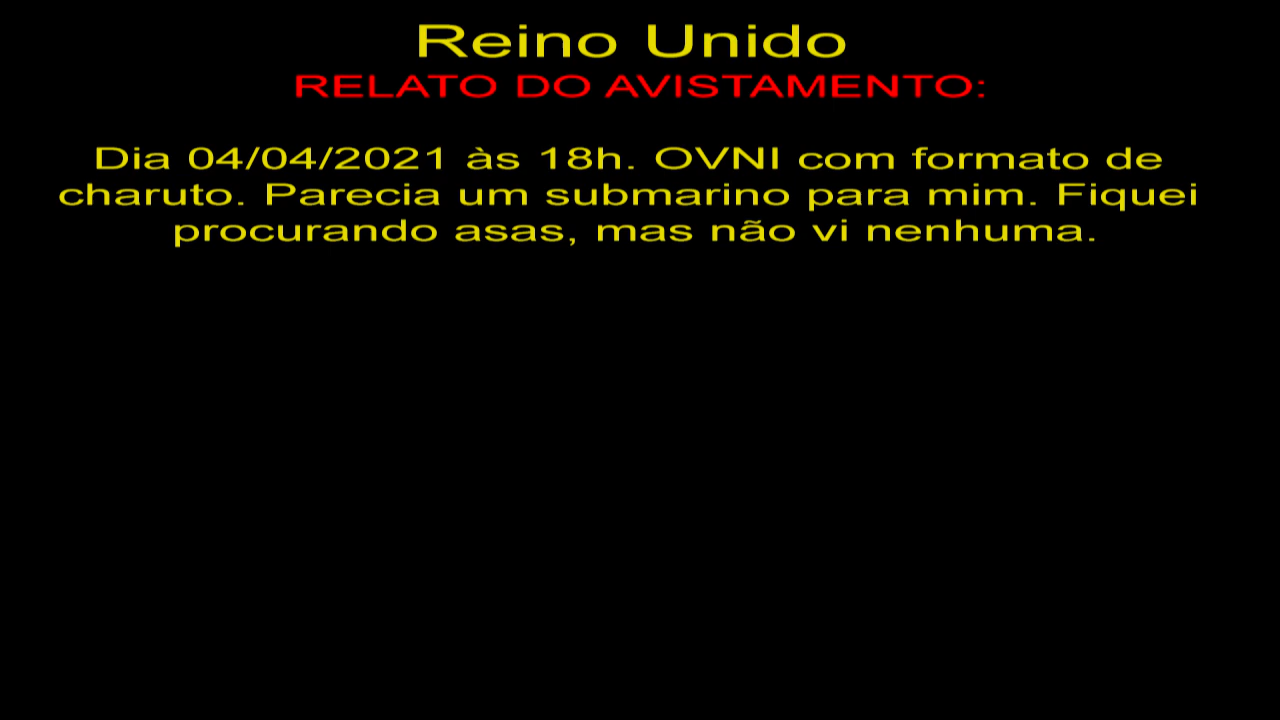 Reino Unido
RELATO DO AVISTAMENTO:
Dia 04/04/2021 às 18h. OVNI com formato de
charuto. Parecia um submarino para mim. Fiquei
procurando asas, mas não vi nenhuma.